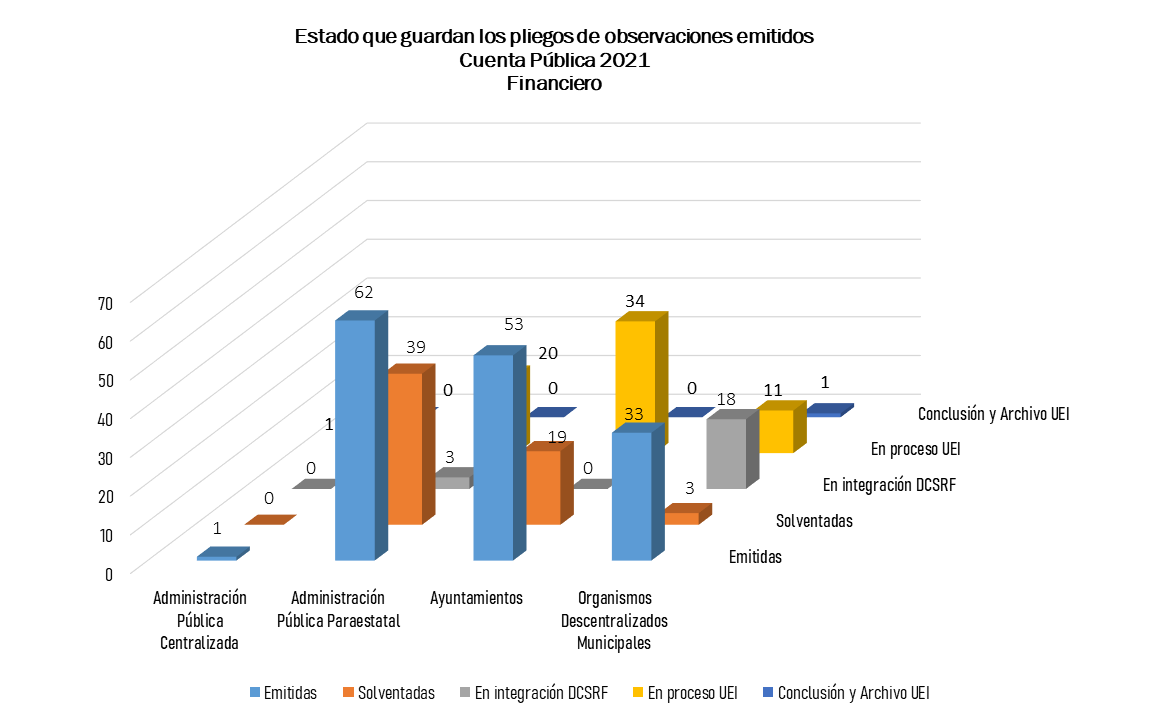 Estado que guardan los pliegos de observaciones emitidos
Cuenta Pública 2021
Financiero
70
60
50
40
30
20
10
0
62
34
53
39
20
0
0
0
1
18
11
33
1
19
3
0
0
3
0
1
Conclusión y Archivo UEI
En proceso UEI
En integración DCSRF
Solventadas
Emitidas
Administración
Pública
Centralizada
Administración
Pública Paraestatal
Ayuntamientos
Organismos
Descentralizados
Municipales
Emitidas
Solventadas
En integración DCSRF
En proceso UEI
Conclusión y Archivo UEI